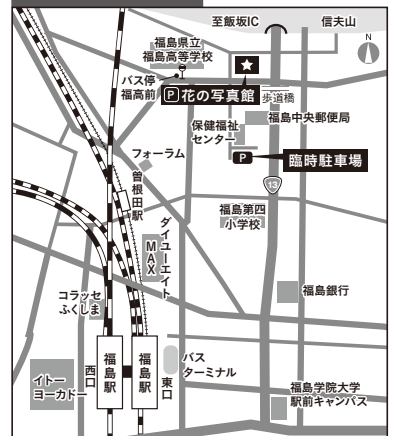 至飯坂IC
信夫山
N
福島県立
福島高等学校
バス停
福高前
P 花の写真館
歩道橋
福島中央郵便局
保健福祉
センター
P
臨時駐車場
フォーラム
曽根田駅
13
福島第四
小学校
ダイユーエイト
MAX
コラッセ
ふくしま
福島銀行
西口
福島駅
福島駅
東口
バス
ターミナル
イトー
ヨーカドー
福島学院大学
駅前キャンパス